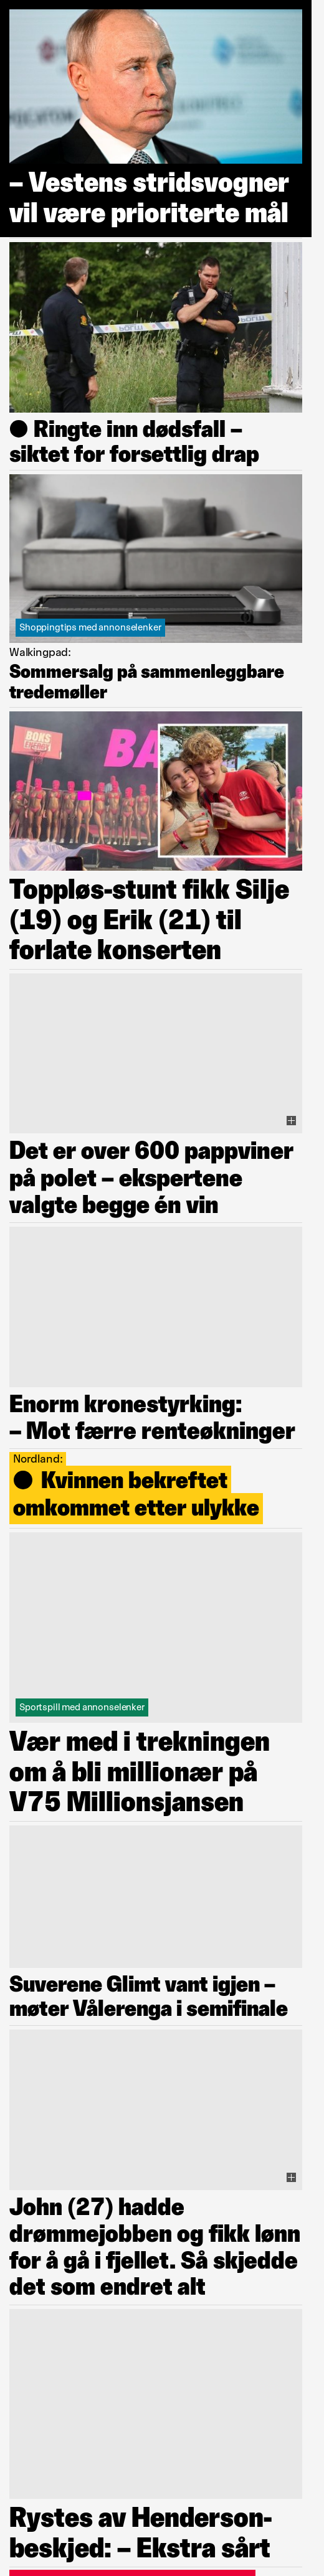 – Vestens stridsvogner
vil være prioriterte mål
● Ringte inn dødsfall –
siktet for forsettlig drap
Shoppingtips med annonselenker
Walkingpad:
Sommersalg på sammenleggbare
tredemøller
BOKS
BA
Toppløs-stunt fikk Silje
(19) og Erik (21) til
forlate konserten
Det er over 600 pappviner
på polet – ekspertene
valgte begge én vin
Enorm kronestyrking:
– Mot færre renteøkninger
Nordland:
● Kvinnen bekreftet
omkommet etter ulykke
Sportspill med annonselenker
Vær med i trekningen
om å bli millionær på
V75 Millionsjansen
Suverene Glimt vant igjen –
møter Vålerenga i semifinale
John (27) hadde
drømmejobben og fikk lønn
for å gå i fjellet. Så skjedde
det som endret alt
Rystes av Henderson-
beskjed: – Ekstra sårt